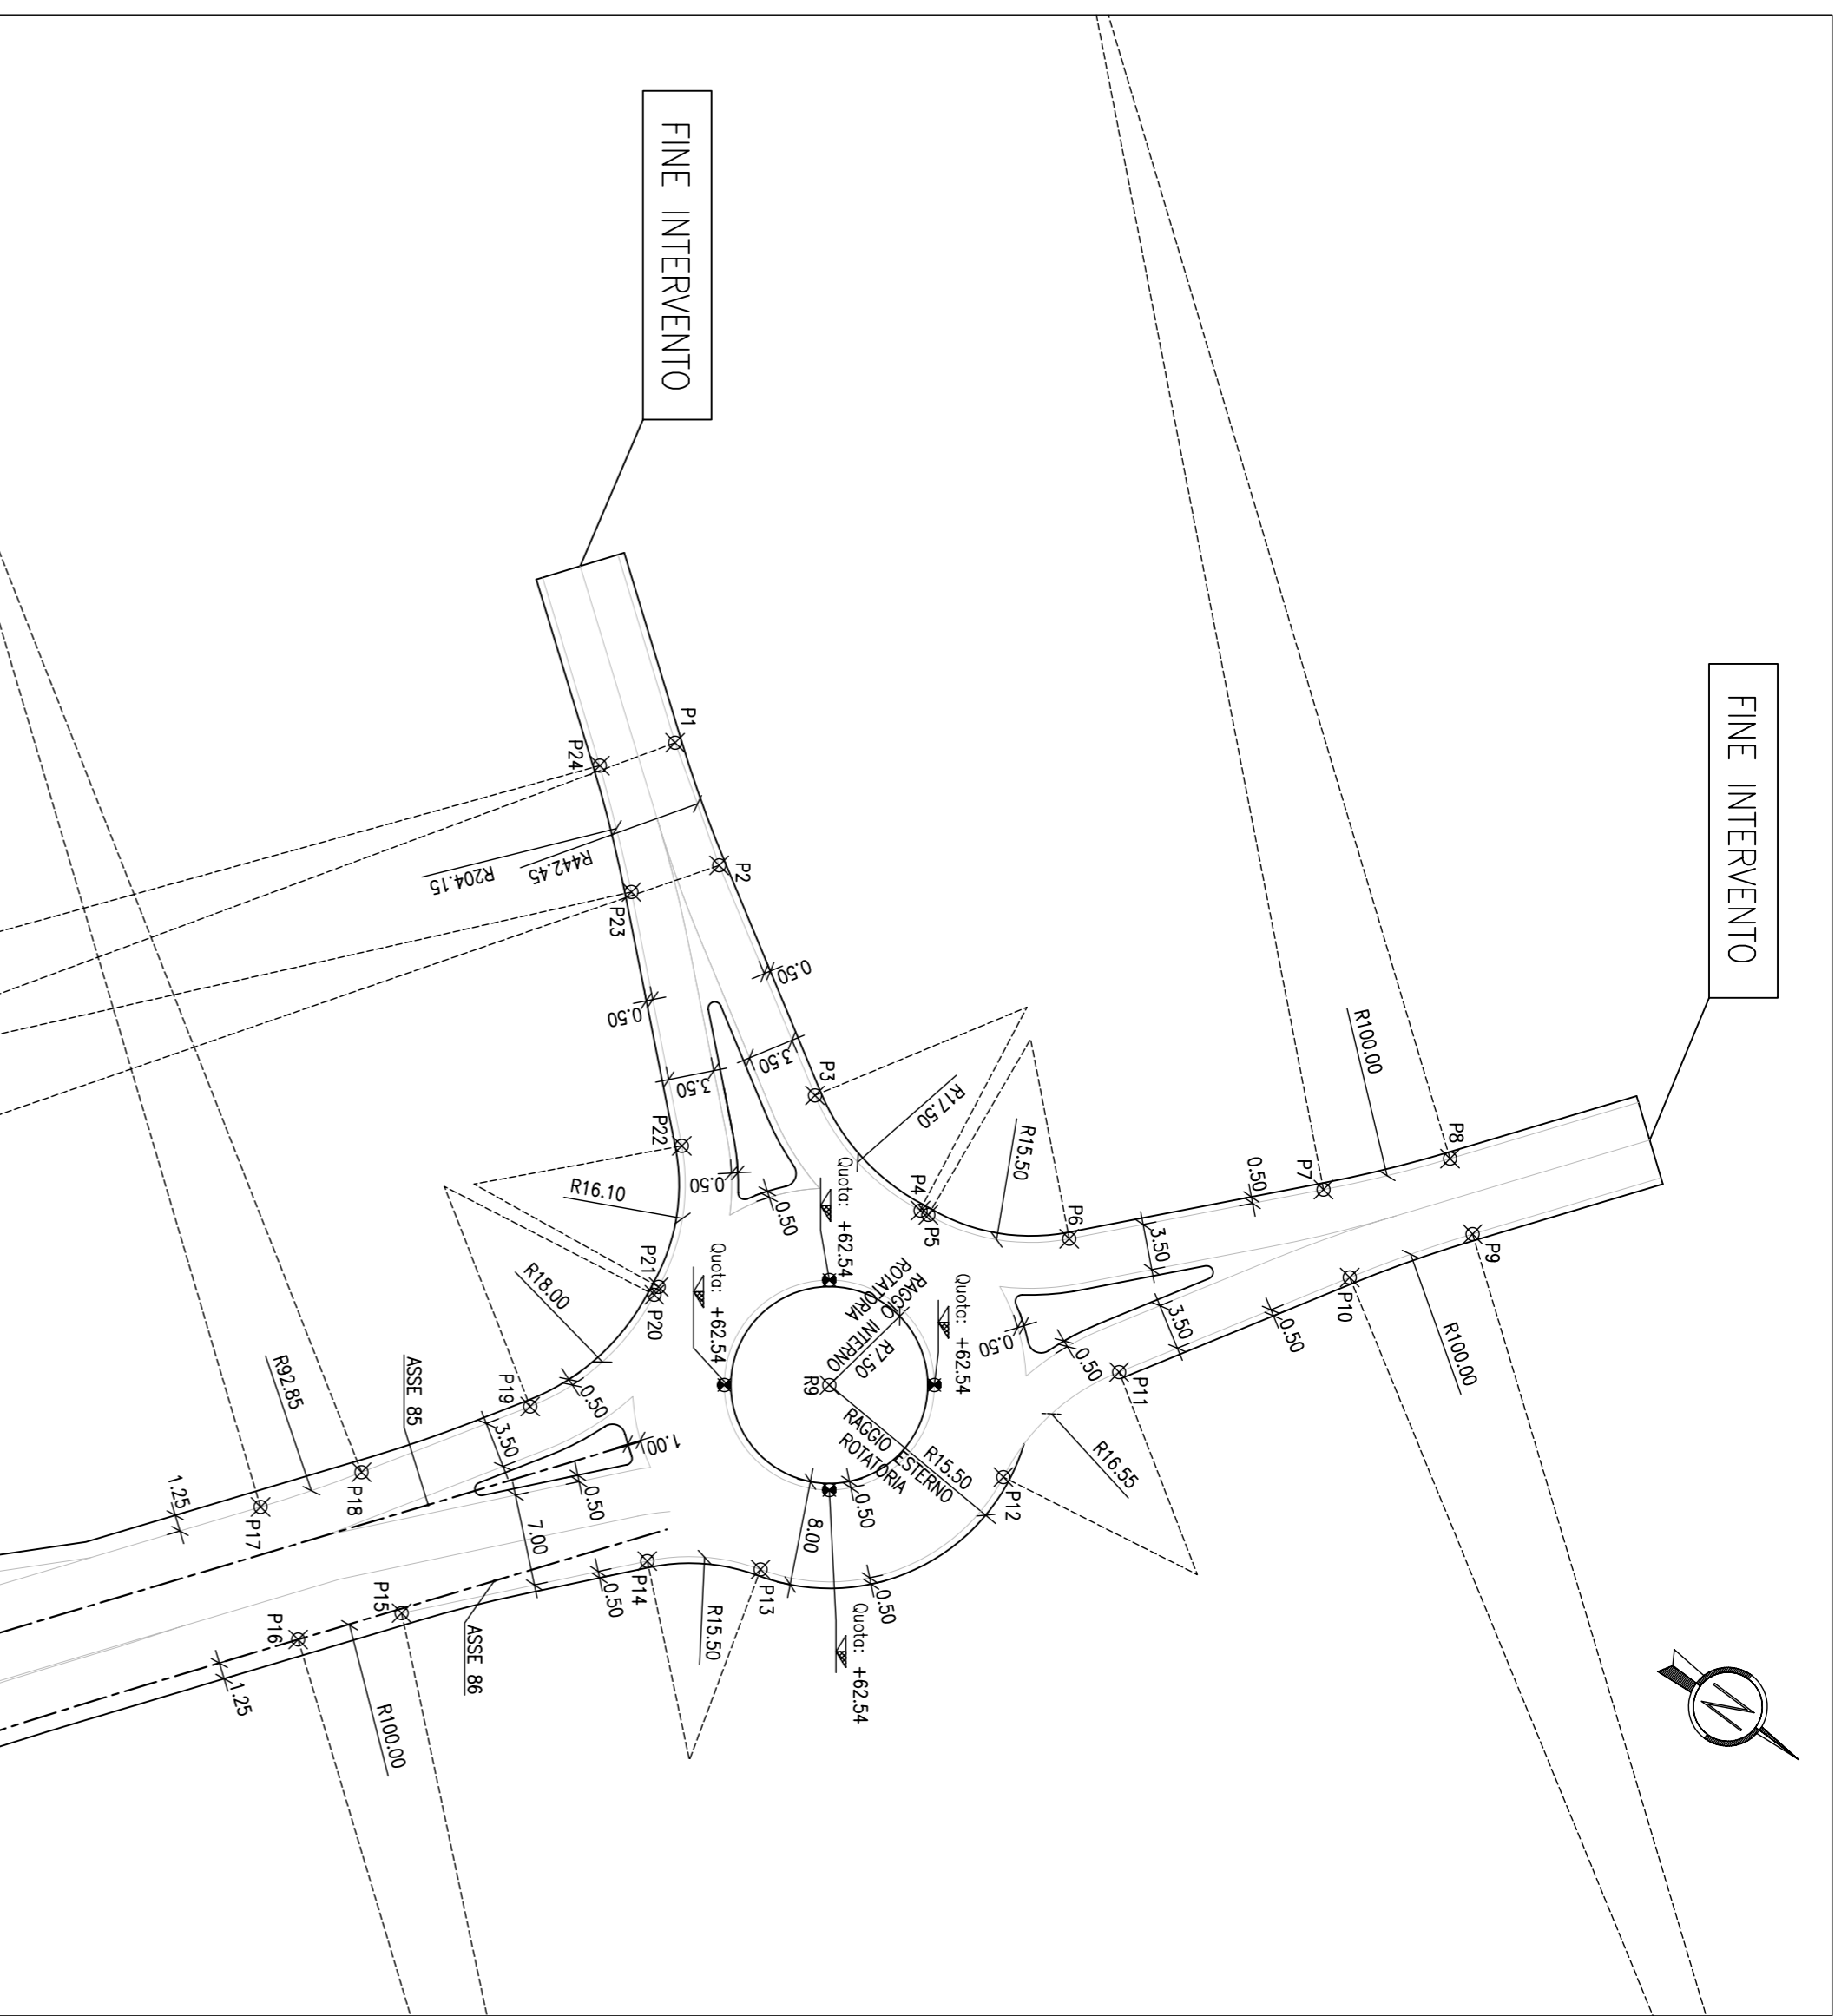 FINE INTERVENTO
FINE INTERVENTO
P1
P24
R442.45
R204.15
P2
P23
0.50
0.50
3.50
3.50
P3
P22
0.50
0.50
R17.50
R15.50
P4
P5
P6
R100.00
P8
P7
0.50
3.50
P9
P10
0.50
3.50
R100.00
P11
0.50
0.50
R16.55
P12
Quota: +62.54
Quota: +62.54
Quota: +62.54
Quota: +62.54
RAGGIO INTERNO
ROTATORIA
R7.50
R9
RAGGIO ESTERNO
ROTATORIA
R15.50
0.50
8.00
0.50
P13
R15.50
P14
0.50
7.00
R16.10
P21
P20
R18.00
0.50
P19
3.50
1.00
0.50
ASSE 85
R92.85
P18
P17
1.25
P15
P16
ASSE 86
R100.00
1.25
N